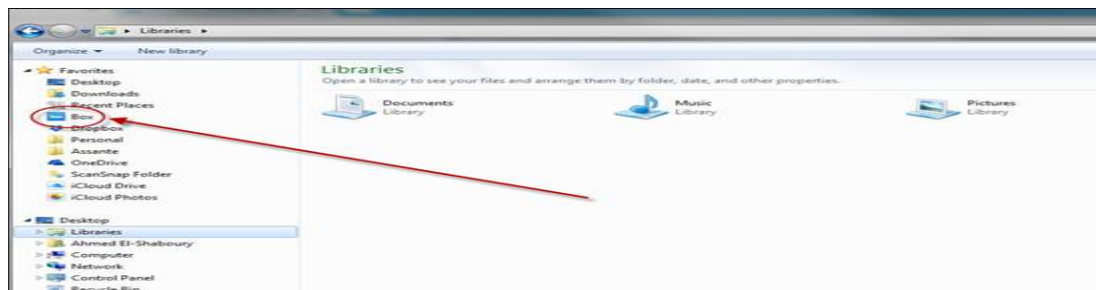 Libraries
Organize
New library
Favorites
Desktop
Downloads
Recent Places
Box
Dropbox
Personal
Assante
OneDrive
ScanSnap Folder
iCloud Drive
iCloud Photos
Desktop
Libraries
Ahmed El-Shaboury
Computer
Network
Control Panel
Recycle Bin
Libraries
Open a library to see your files and arrange them by folder, date, and other properties.
Documents
Library
Music
Library
Pictures
Library